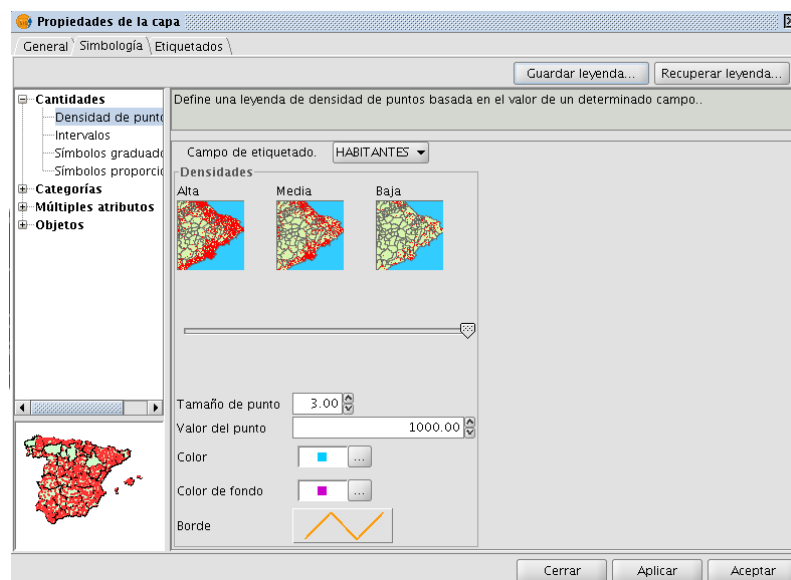 Propiedades de la capa
General Simbología Etiquetados
Guardar leyenda... Recuperar leyenda...
Cantidades
Densidad de punto
Intervalos
Símbolos graduado
Símbolos proporcio
Categorías
Múltiples atributos
Objetos
Define una leyenda de densidad de puntos basada en el valor de un determinado campo..
Campo de etiquetado. HABITANTES
Densidades
Alta Media Baja
Tamaño de punto 3.00
Valor del punto 1000.00
Color ...
Color de fondo ...
Borde
Cerrar Aplicar Aceptar